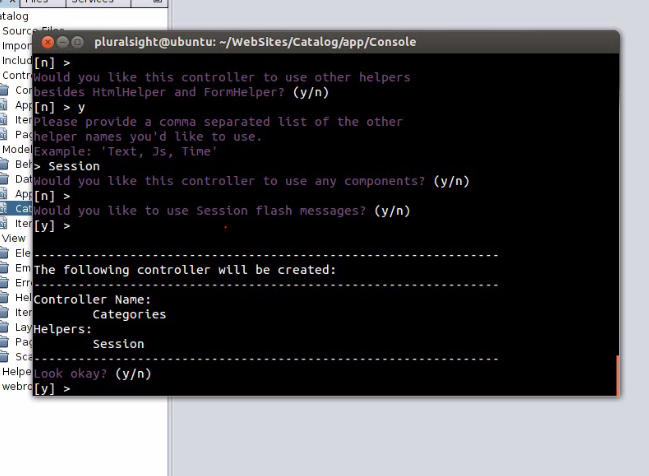 Files
Services
Catalog
Source Files
pluralsight@ubuntu: ~/WebSites/Catalog/app/Console
[n] >
Would you like this controller to use other helpers
besides HtmlHelper and FormHelper? (y/n)
[n] > y
Please provide a comma separated list of the other
helper names you'd like to use.
Example: 'Text, Js, Time'
> Session
Would you like this controller to use any components? (y/n)
[n] >
Would you like to use Session flash messages? (y/n)
[y] >
---------------------------------------------------------------
The following controller will be created:
---------------------------------------------------------------
Controller Name:
Categories
Helpers:
Session
---------------------------------------------------------------
Look okay? (y/n)
[y] >
Impor
Includ
Contr
Con
App
Iter
Pag
Model
Beh
Dat
App
Cat
Iter
View
Ele
Em
Erro
Hel
Iter
Lay
Pag
Sca
Helpe
webro